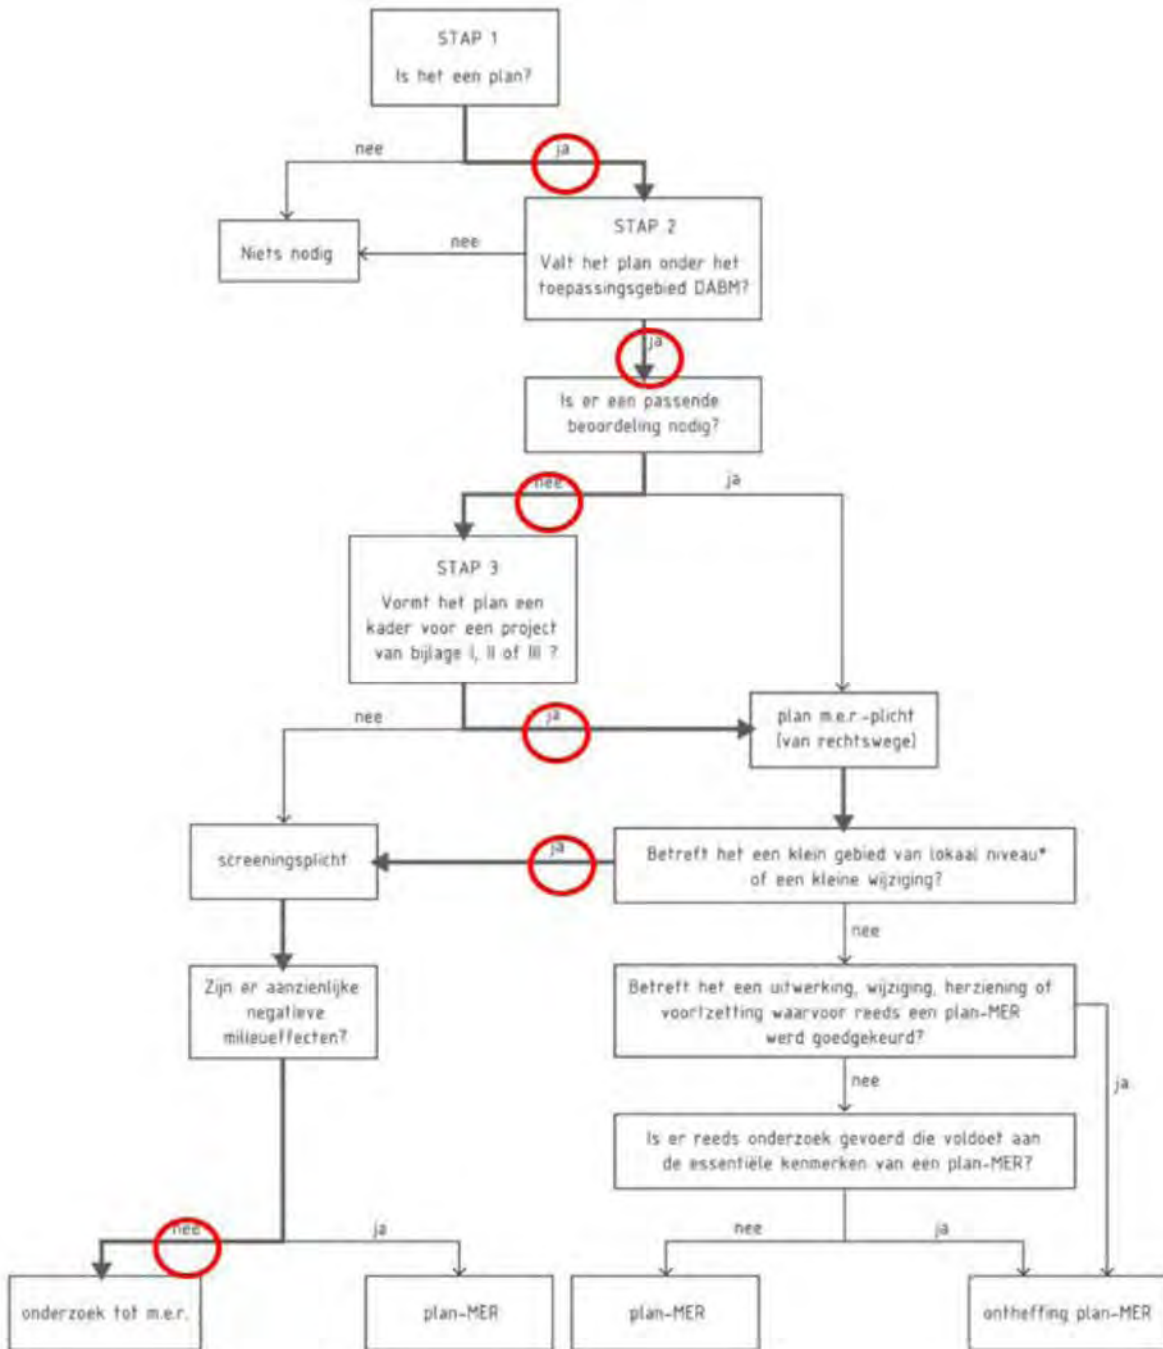 STAP 1
Is het een plan?
nee
ja
STAP 2
Valt het plan onder het
toepassingsgebied DABM?
nee
Niets nodig
ja
Is er een passende
beoordeling nodig?
nee
ja
STAP 3
Vormt het plan een
kader voor een project
van bijlage I, II of III ?
nee
ja
plan m.e.r.-plicht
(van rechtswege)
screeningsplicht
ja
Betreft het een klein gebied van lokaal niveau*
of een kleine wijziging?
nee
Zijn er aanzienlijke
negatieve
milieueffecten?
Betreft het een uitwerking, wijziging, herziening of
voortzetting waarvoor reeds een plan-MER
werd goedgekeurd?
nee
ja
Is er reeds onderzoek gevoerd die voldoet aan
de essentiële kenmerken van een plan-MER?
nee
ja
nee
ja
onderzoek tot m.e.r.
plan-MER
plan-MER
ontheffing plan-MER